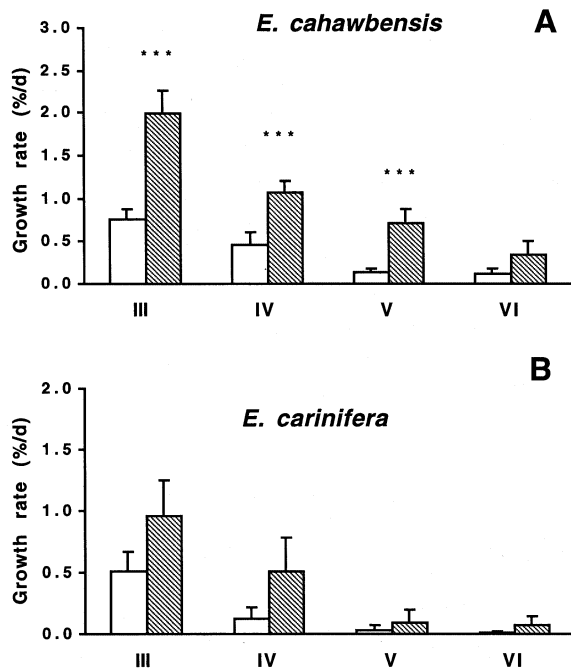 E. cahawbensis A
Growth rate (%/d)
3.0
2.5
2.0
1.5
1.0
0.5
0.0
***
***
***
III IV V VI
B
E. carinifera
Growth rate (%/d)
2.0
1.5
1.0
0.5
0.0
III IV V VI